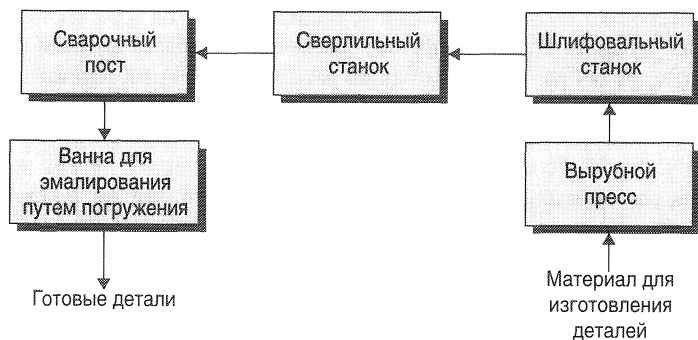 Сварочный
пост
Сверлильный
станок
Шлифовальный
станок
Ванна для
эмалирования
путем погружения
Вырубной
пресс
Готовые детали
Материал для
изготовления
деталей